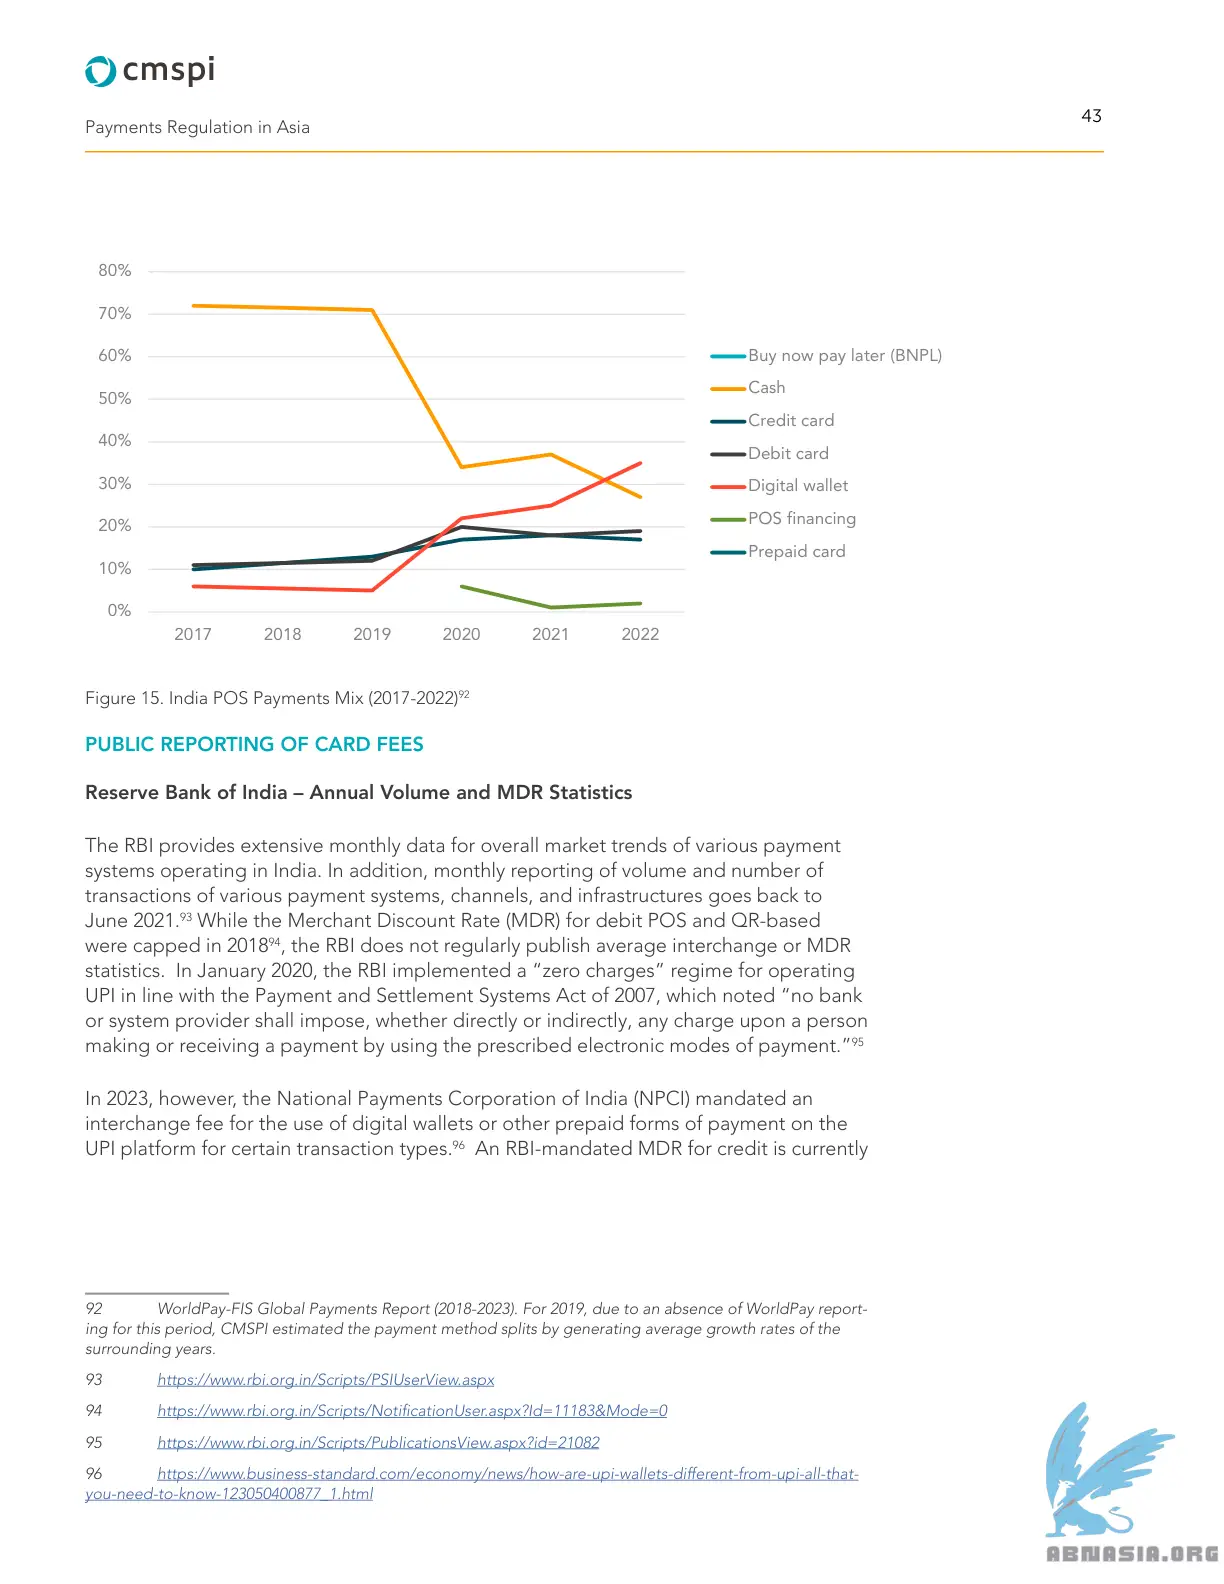 cmspi
Payments Regulation in Asia
43
80%
70%
60%
50%
40%
30%
20%
10%
0%
2017 2018 2019 2020 2021 2022
Buy now pay later (BNPL)
Cash
Credit card
Debit card
Digital wallet
POS financing
Prepaid card
Figure 15. India POS Payments Mix (2017-2022)92
PUBLIC REPORTING OF CARD FEES
Reserve Bank of India – Annual Volume and MDR Statistics
The RBI provides extensive monthly data for overall market trends of various payment
systems operating in India. In addition, monthly reporting of volume and number of
transactions of various payment systems, channels, and infrastructures goes back to
June 2021.93 While the Merchant Discount Rate (MDR) for debit POS and QR-based
were capped in 201894, the RBI does not regularly publish average interchange or MDR
statistics.  In January 2020, the RBI implemented a “zero charges” regime for operating
UPI in line with the Payment and Settlement Systems Act of 2007, which noted “no bank
or system provider shall impose, whether directly or indirectly, any charge upon a person
making or receiving a payment by using the prescribed electronic modes of payment.”95
In 2023, however, the National Payments Corporation of India (NPCI) mandated an
interchange fee for the use of digital wallets or other prepaid forms of payment on the
UPI platform for certain transaction types.96  An RBI-mandated MDR for credit is currently
92 WorldPay-FIS Global Payments Report (2018-2023). For 2019, due to an absence of WorldPay report-
ing for this period, CMSPI estimated the payment method splits by generating average growth rates of the
surrounding years.
93 https://www.rbi.org.in/Scripts/PSIUserView.aspx
94 https://www.rbi.org.in/Scripts/NotificationUser.aspx?Id=11183&Mode=0
95 https://www.rbi.org.in/Scripts/PublicationsView.aspx?id=21082
96 https://www.business-standard.com/economy/news/how-are-upi-wallets-different-from-upi-all-that-
you-need-to-know-123050400877_1.html
ABNASIA.ORG